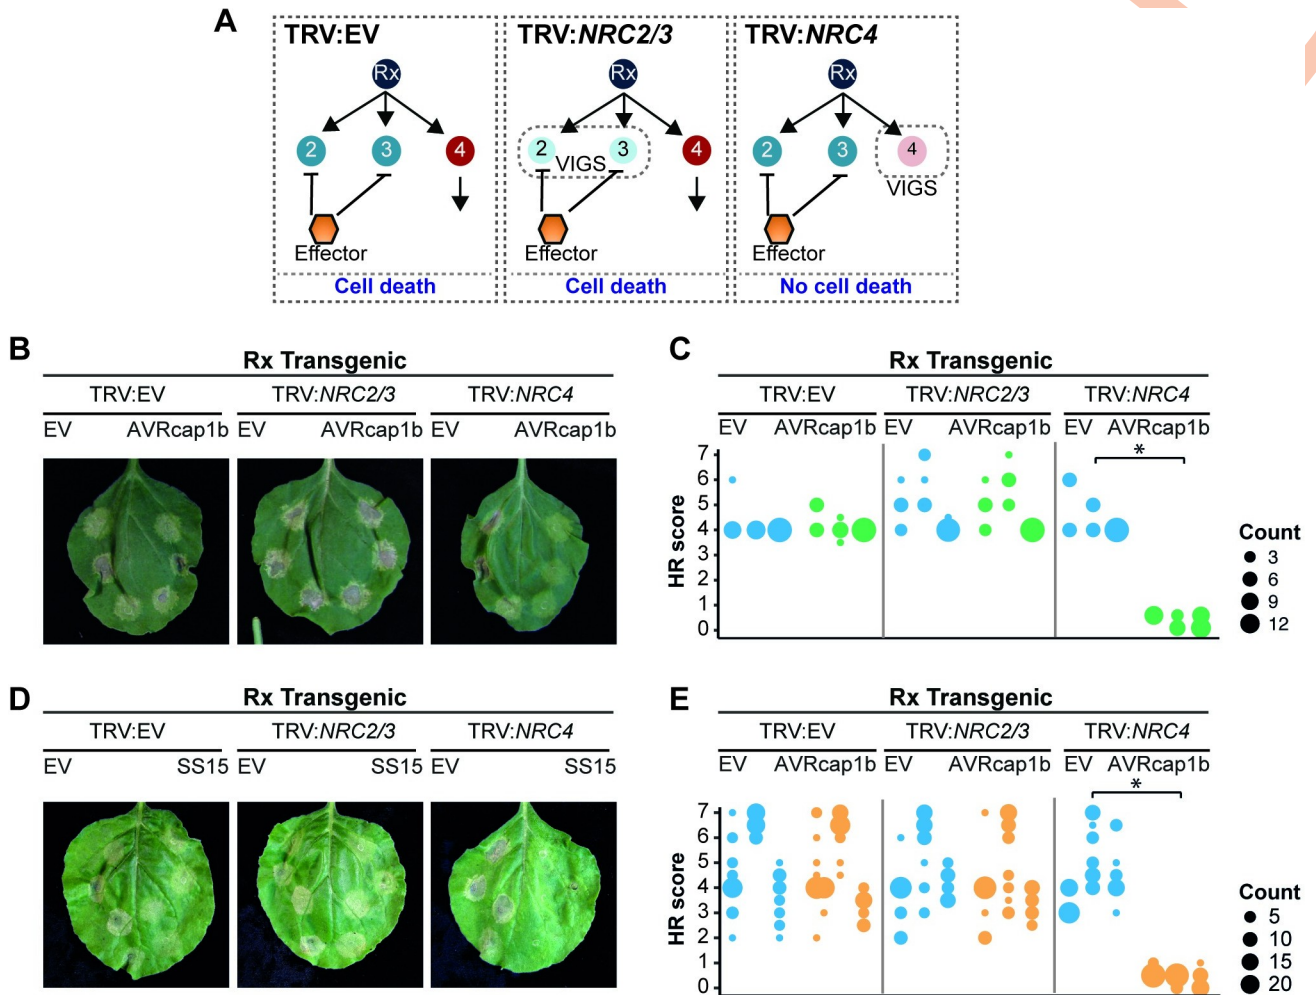 A
TRV:EV TRV:NRC2/3 TRV:NRC4
Rx Rx Rx
2 3 4 2 3 4 2 3 4
VIGS
VIGS
Effector Effector Effector
Cell death Cell death No cell death
B
Rx Transgenic
TRV:EV TRV:NRC2/3 TRV:NRC4
EV AVRcap1b EV AVRcap1b EV AVRcap1b
C
Rx Transgenic
TRV:EV TRV:NRC2/3 TRV:NRC4
EV AVRcap1b EV AVRcap1b EV AVRcap1b
*
HR score
7
6
5
4
3
2
1
0
Count
3
6
9
12
D
Rx Transgenic
TRV:EV TRV:NRC2/3 TRV:NRC4
EV SS15 EV SS15 EV SS15
E
Rx Transgenic
TRV:EV TRV:NRC2/3 TRV:NRC4
EV AVRcap1b EV AVRcap1b EV AVRcap1b
*
HR score
7
6
5
4
3
2
1
0
Count
5
10
15
20